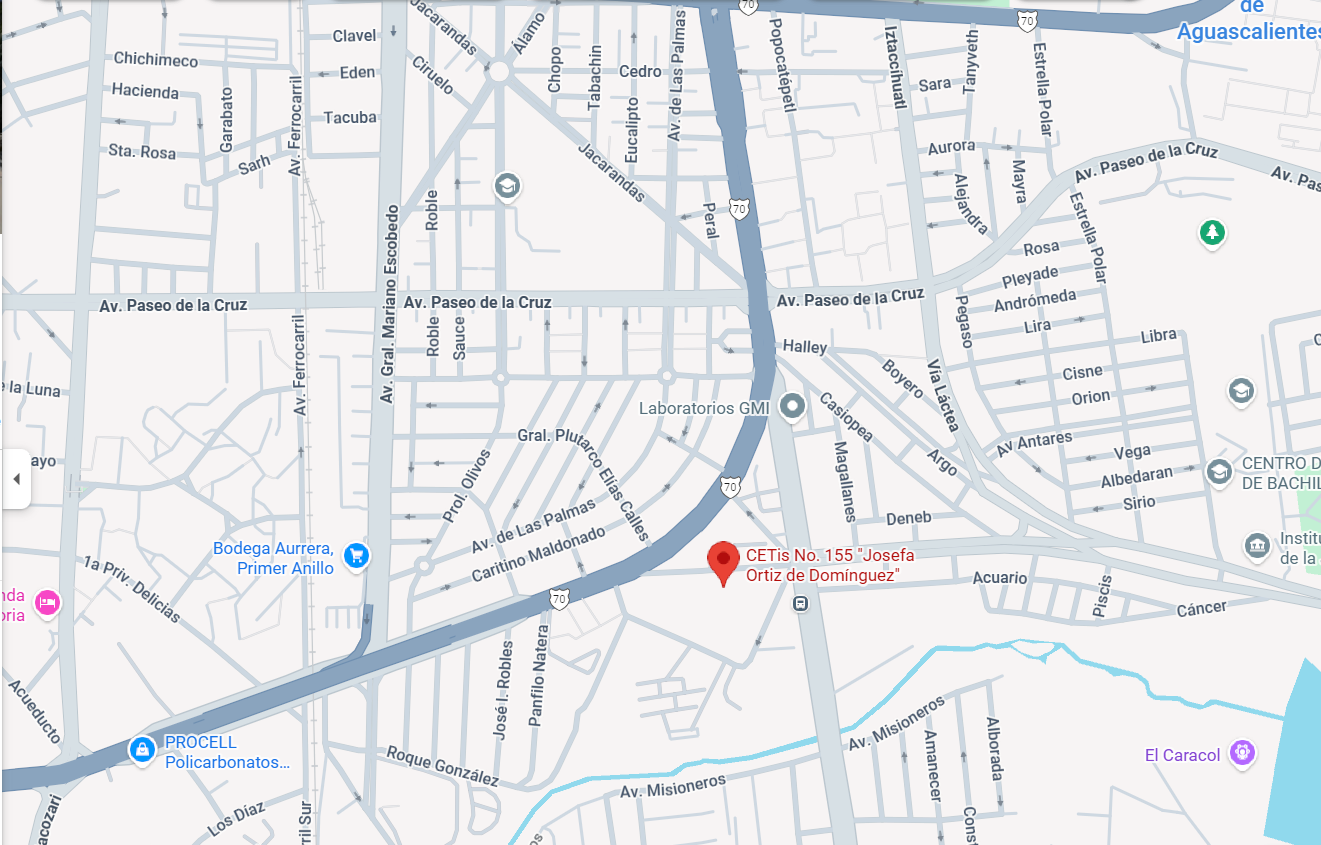 70
de
Aguascalientes
70
Jacarandas
Álamo
Clavel
Roble
Chopo
Tabachin
Av. de Las Palmas
Popocatépetl
Iztaccíhuatl
Tanyveth
Estrella Polar
Chichimeco
Eden
Ciruelo
Cedro
Sara
Hacienda
Garabato
Av. Ferrocarril
Tacuba
Eucalipto
Sta. Rosa
Sarh
Jacarandas
Aurora
Mayra
Av. Paseo de la Cruz
Av. Pas
Roble
Peral
70
Alejandra
Estrella Polar
Av. Gral. Mariano Escobedo
Rosa
Pleyade
Av. Paseo de la Cruz
Av. Paseo de la Cruz
Av. Paseo de la Cruz
Andrómeda
Av. Ferrocarril
Roble
Sauce
Pegaso
Lira
Libra
Halley
Boyero
Vía Láctea
Cisne
e la Luna
Orion
Laboratorios GMI
Casiopea
Gral. Plutarco Elías Calles
Av Antares
Vega
ayo
Prol. Olivos
Magallanes
Argo
Albedaran
CENTRO D
DE BACHIL
70
Sirio
Av. de Las Palmas
Deneb
Caritino Maldonado
Bodega Aurrera,
Primer Anillo
CETis No. 155 "Josefa
Ortiz de Domínguez"
Institu
de la
1a Priv. Delicias
Acuario
Piscis
Cáncer
nda
oria
70
José I. Robles
Panfilo Natera
Acueducto
Av. Misioneros
PROCELL
Policarbonatos…
Roque González
Av. Misioneros
Amanecer
Alborada
El Caracol
Los Díaz
rril Sur
acozari
Const
os